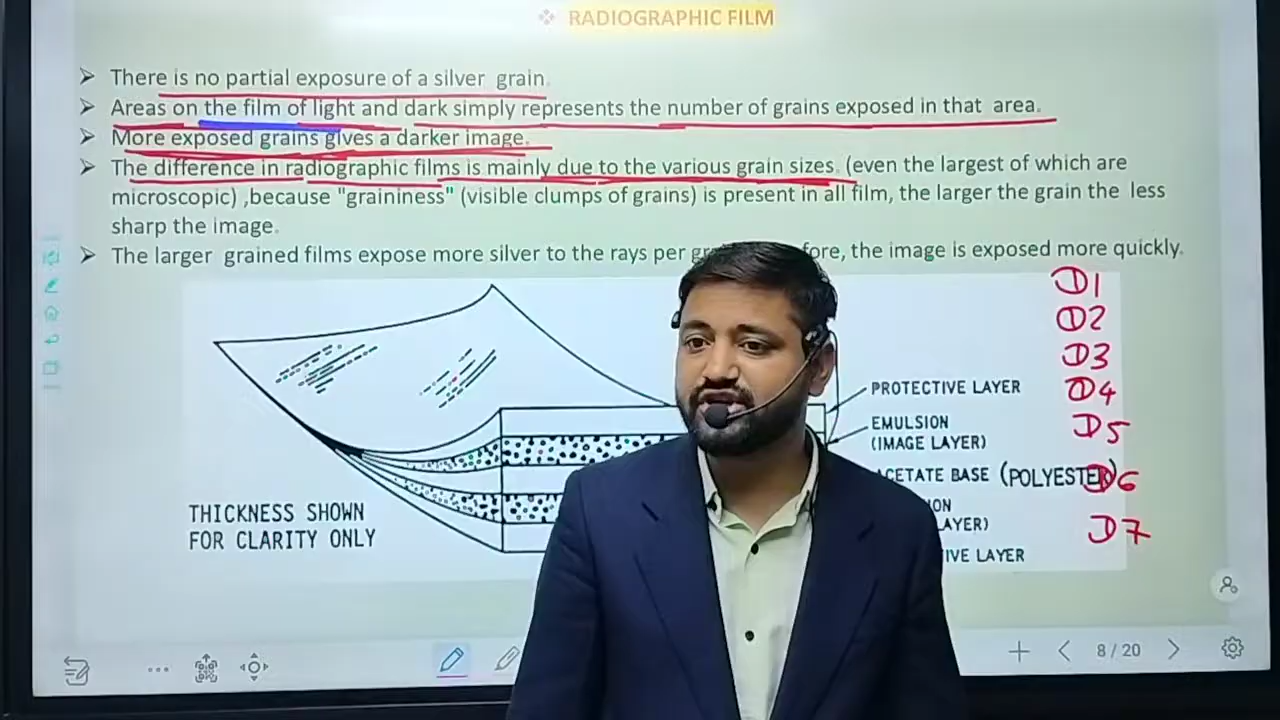 ❖ RADIOGRAPHIC FILM
➢ There is no partial exposure of a silver grain.
➢ Areas on the film of light and dark simply represents the number of grains exposed in that area.
➢ More exposed grains gives a darker image.
➢ The difference in radiographic films is mainly due to the various grain sizes. (even the largest of which are
microscopic) ,because "graininess" (visible clumps of grains) is present in all film, the larger the grain the less
sharp the image.
➢ The larger grained films expose more silver to the rays per the image is exposed more quickly.
D1
D2
D3
PROTECTIVE LAYER
D4
EMULSION
D5
(IMAGE LAYER)
ACETATE BASE (POLYESTER)
D6
THICKNESS SHOWN
FOR CLARITY ONLY
D7
LAYER
8 / 20